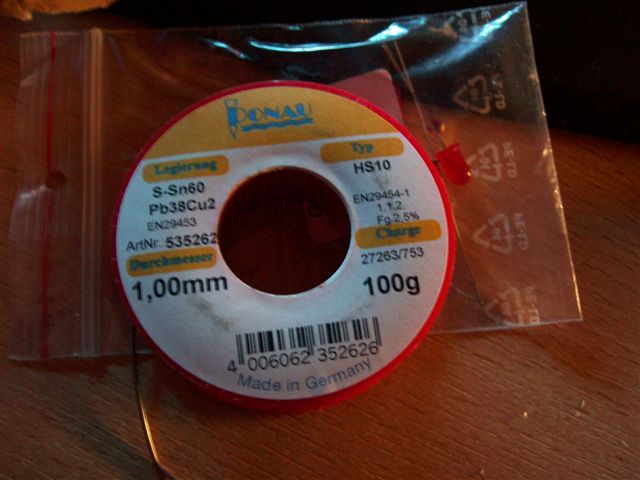 DONAU
Legierung
S-Sn60
Pb38Cu2
EN29453
ArtNr. 535262
Durchmesser
1,00mm
Typ
HS10
EN29454-1
1.1.2.
Fg.2,5%
Charge
27263/753
100g
4 006062 352626
Made in Germany